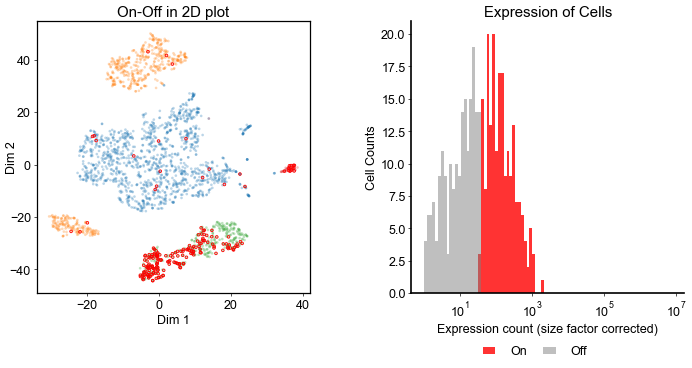 On-Off in 2D plot
Dim 2
40
20
0
−20
−40
−20
0
20
40
Dim 1
Expression of Cells
Cell Counts
20.0
17.5
15.0
12.5
10.0
7.5
5.0
2.5
0.0
10^1
10^3
10^5
10^7
Expression count (size factor corrected)
On
Off